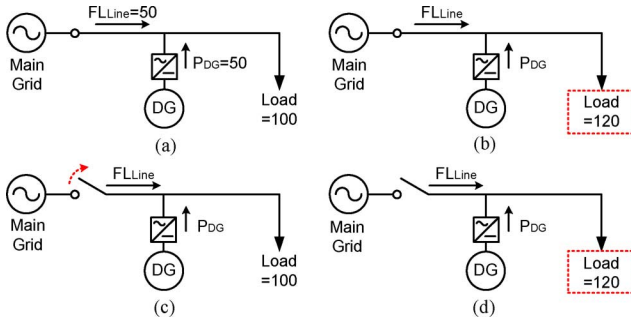 FLLine=50
Main
Grid
PDG=50
DG
Load
=100
(a)
FLLine
Main
Grid
PDG
DG
Load
=120
(b)
FLLine
Main
Grid
PDG
DG
Load
=100
(c)
FLLine
Main
Grid
PDG
DG
Load
=120
(d)